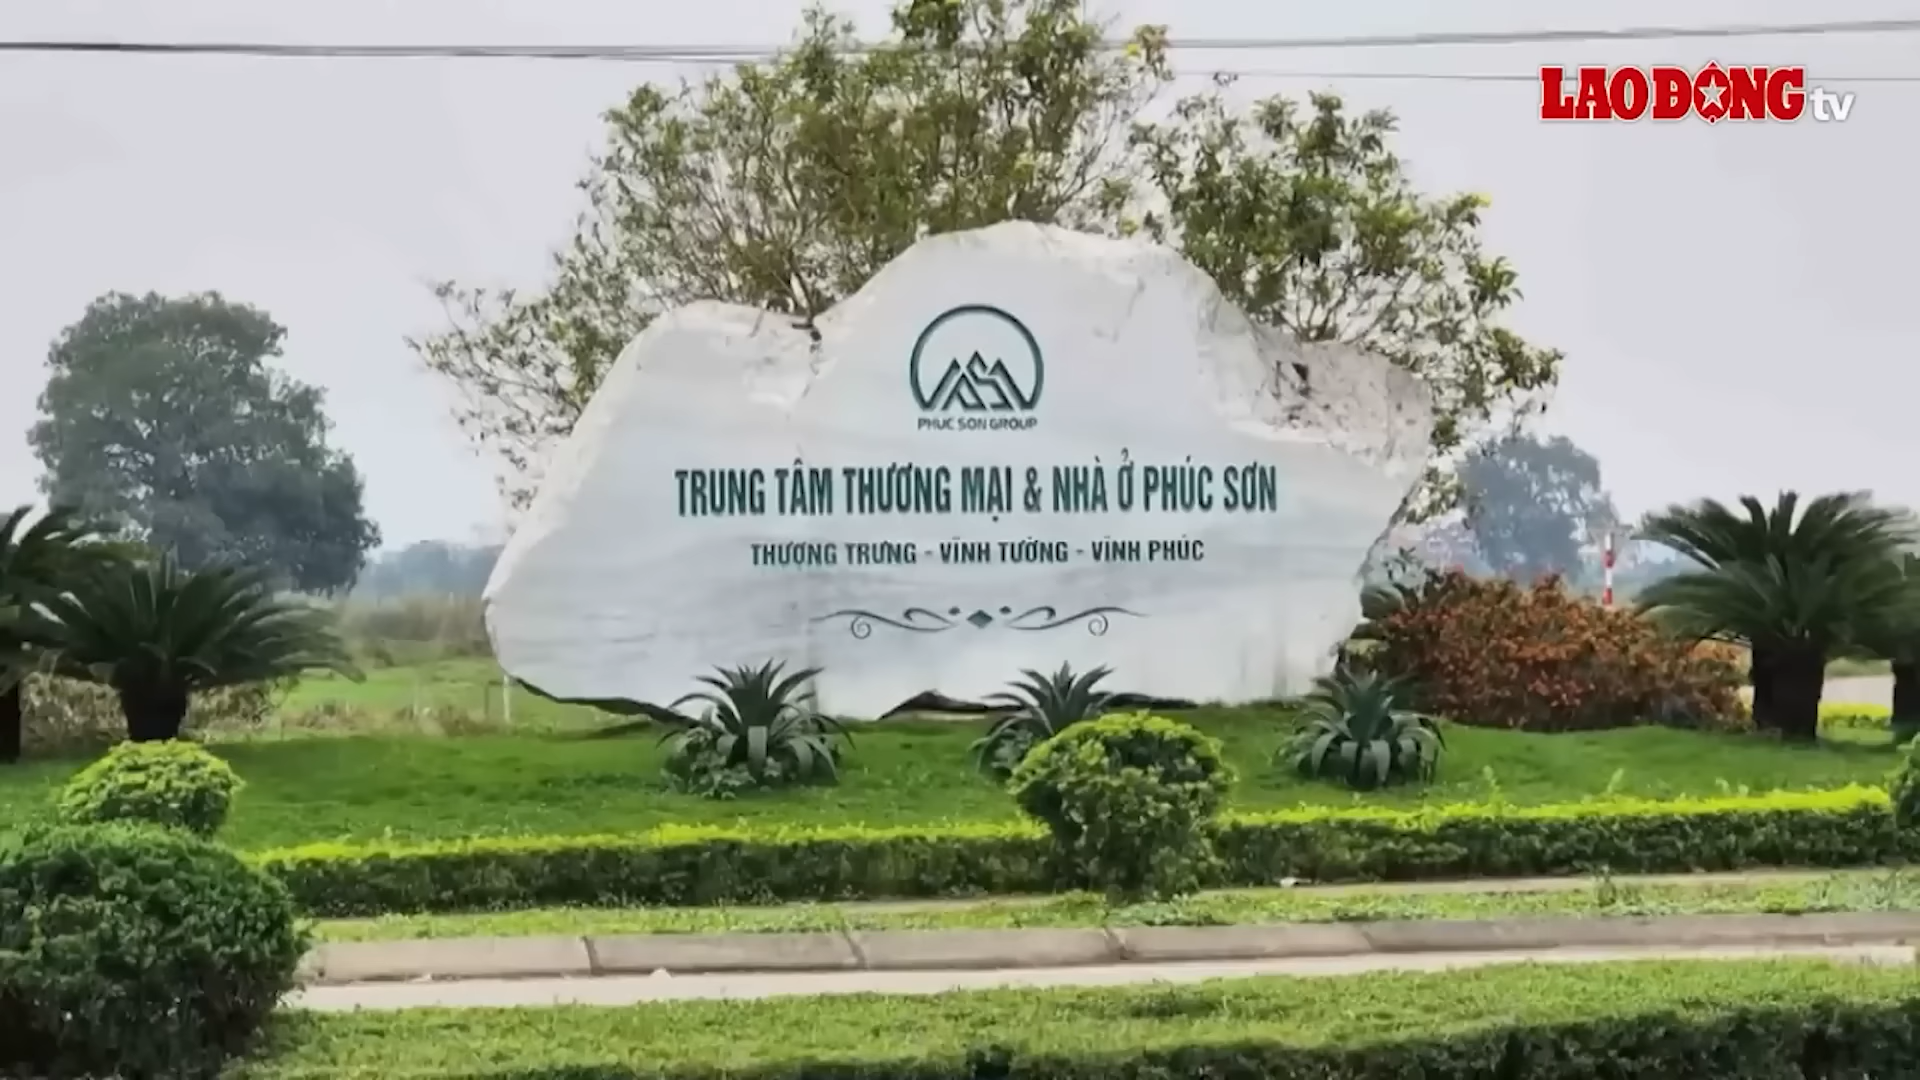 LAO ĐỘNG tv
PHUC SON GROUP
TRUNG TÂM THƯƠNG MẠI & NHÀ Ở PHÚC SƠN
THƯỢNG TRƯNG - VĨNH TƯỜNG - VĨNH PHÚC